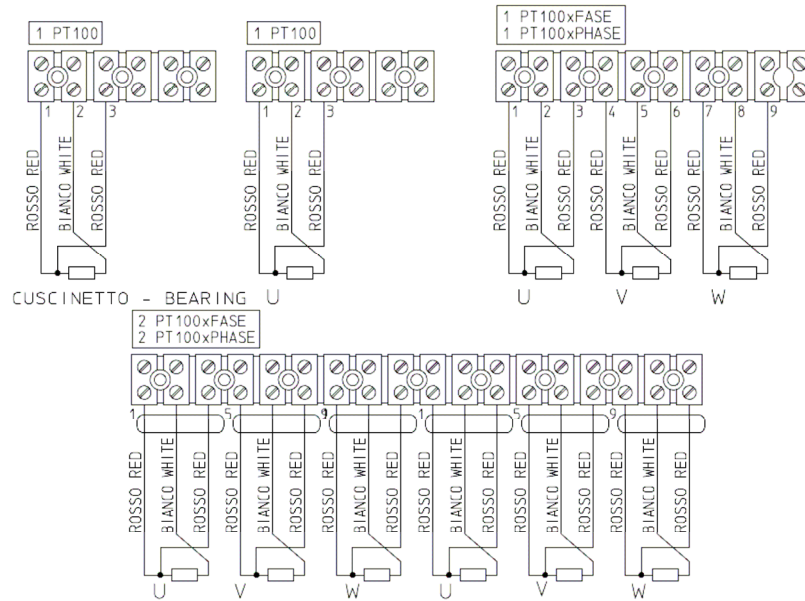 1 PT100
1 PT100
1 PT100xFASE
1 PT100xPHASE
1 2 3
1 2 3
1 2 3 4 5 6 7 8 9
ROSSO RED
BIANCO WHITE
ROSSO RED
ROSSO RED
BIANCO WHITE
ROSSO RED
ROSSO RED
BIANCO WHITE
ROSSO RED
ROSSO RED
BIANCO WHITE
ROSSO RED
ROSSO RED
BIANCO WHITE
ROSSO RED
CUSCINETTO - BEARING
U
U
V
W
2 PT100xFASE
2 PT100xPHASE
1 5 9 1 5 9
ROSSO RED
BIANCO WHITE
ROSSO RED
ROSSO RED
BIANCO WHITE
ROSSO RED
ROSSO RED
BIANCO WHITE
ROSSO RED
ROSSO RED
BIANCO WHITE
ROSSO RED
ROSSO RED
BIANCO WHITE
ROSSO RED
ROSSO RED
BIANCO WHITE
ROSSO RED
U
V
W
U
V
W